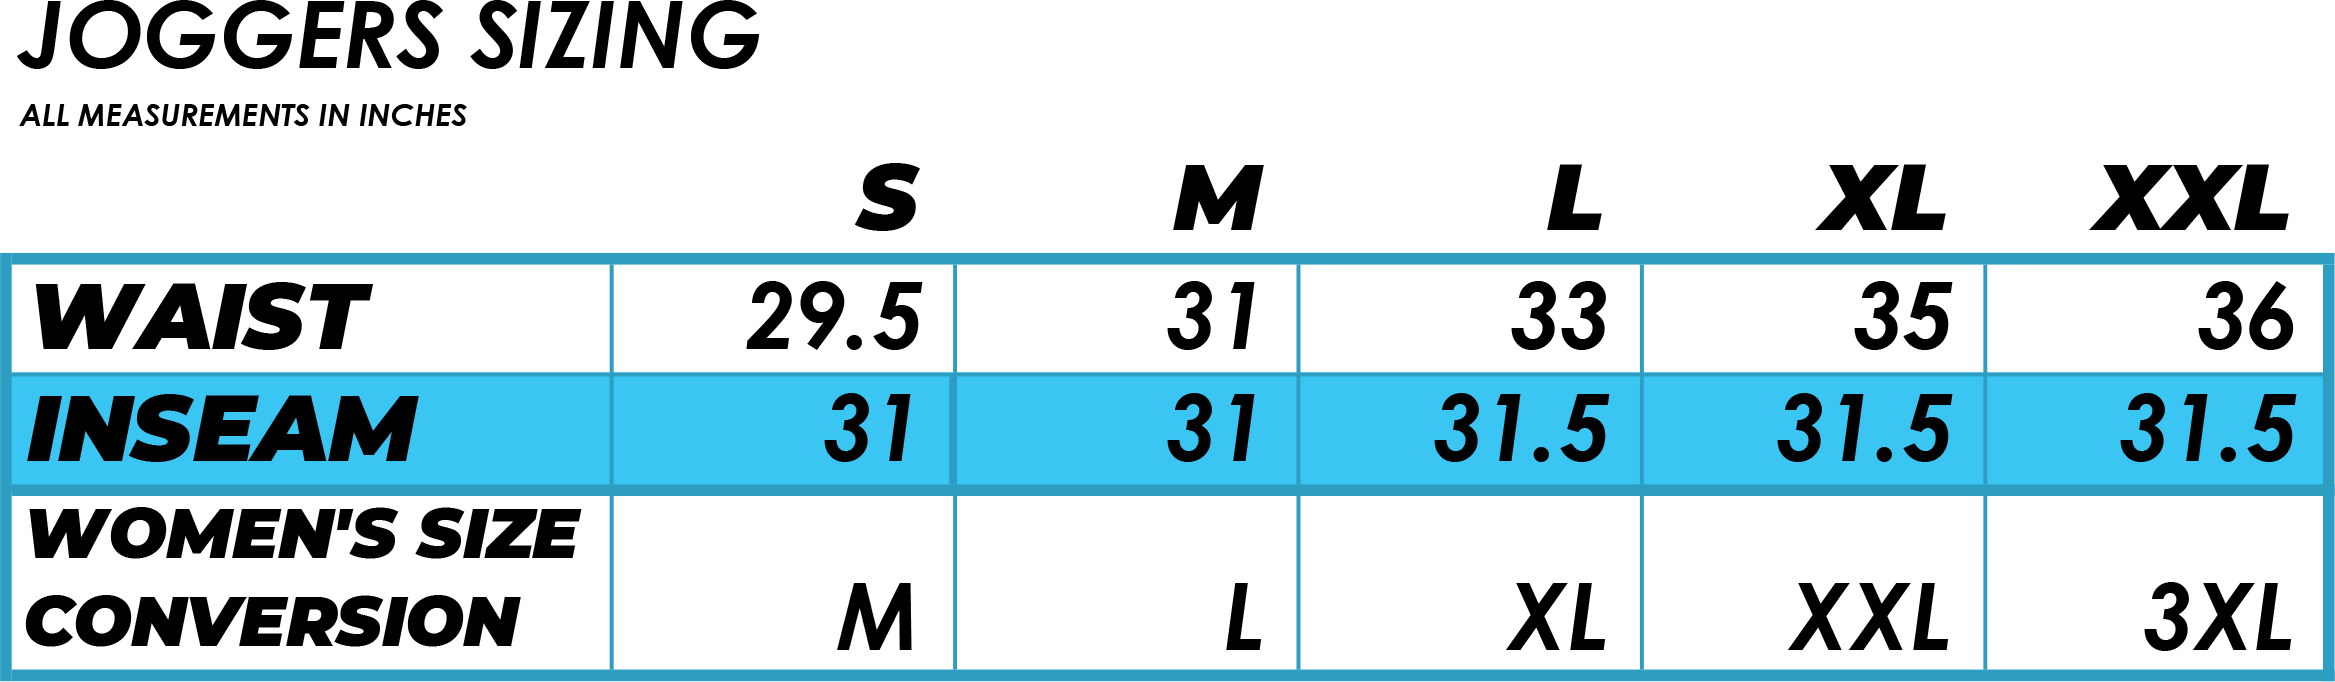 JOGGERS SIZING
ALL MEASUREMENTS IN INCHES
S M L XL XXL
WAIST 29.5 31 33 35 36
INSEAM 31 31 31.5 31.5 31.5
WOMEN'S SIZE
CONVERSION M L XL XXL 3XL